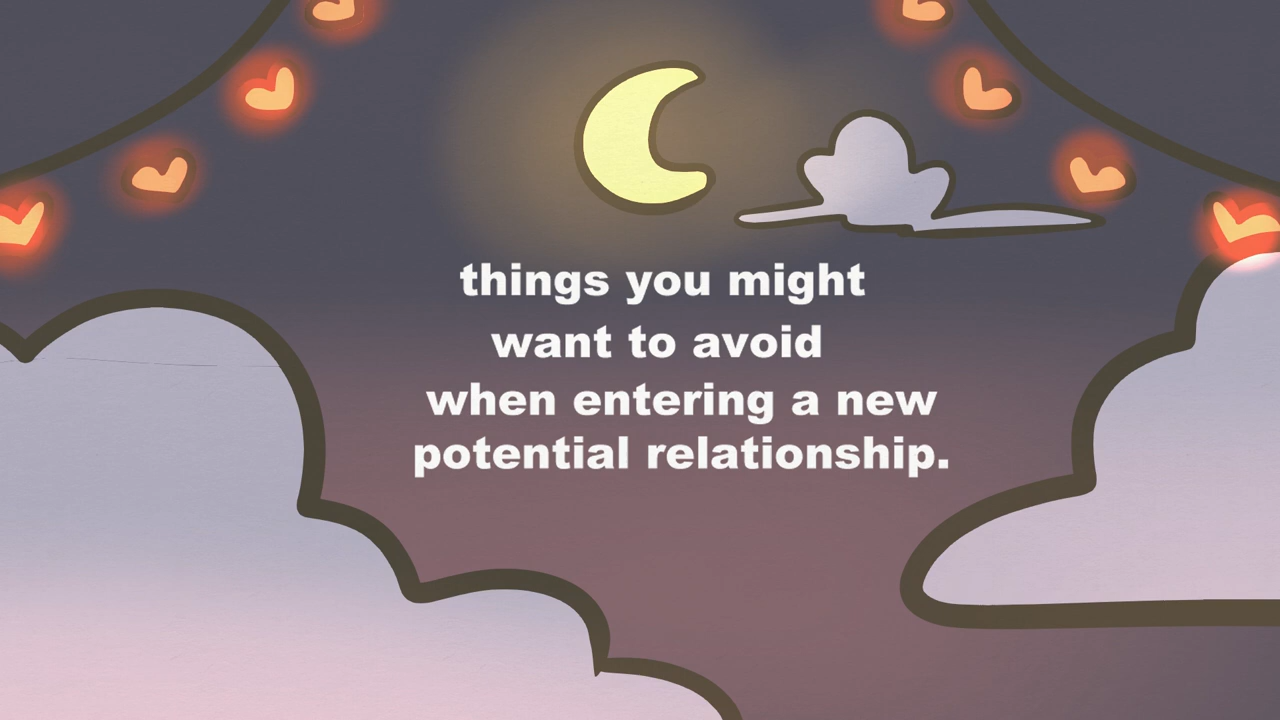 things you might
want to avoid
when entering a new
potential relationship.